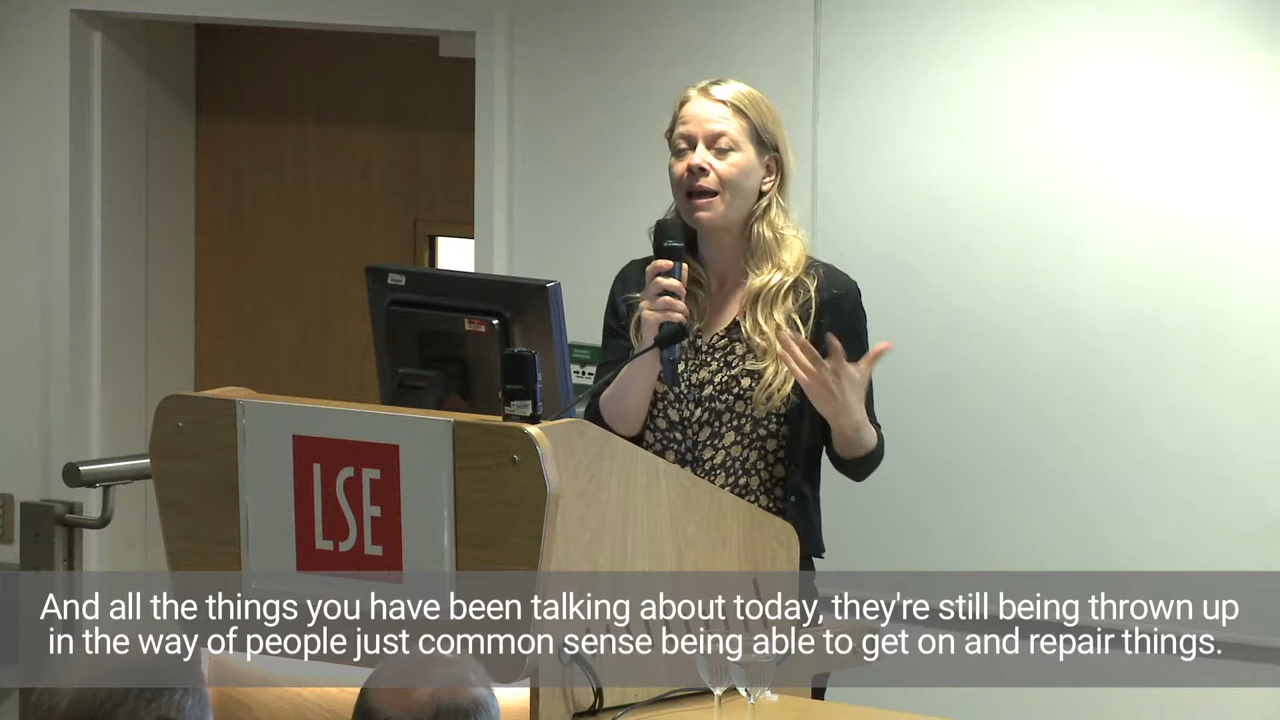 LSE
And all the things you have been talking about today, they're still being thrown up
in the way of people just common sense being able to get on and repair things.